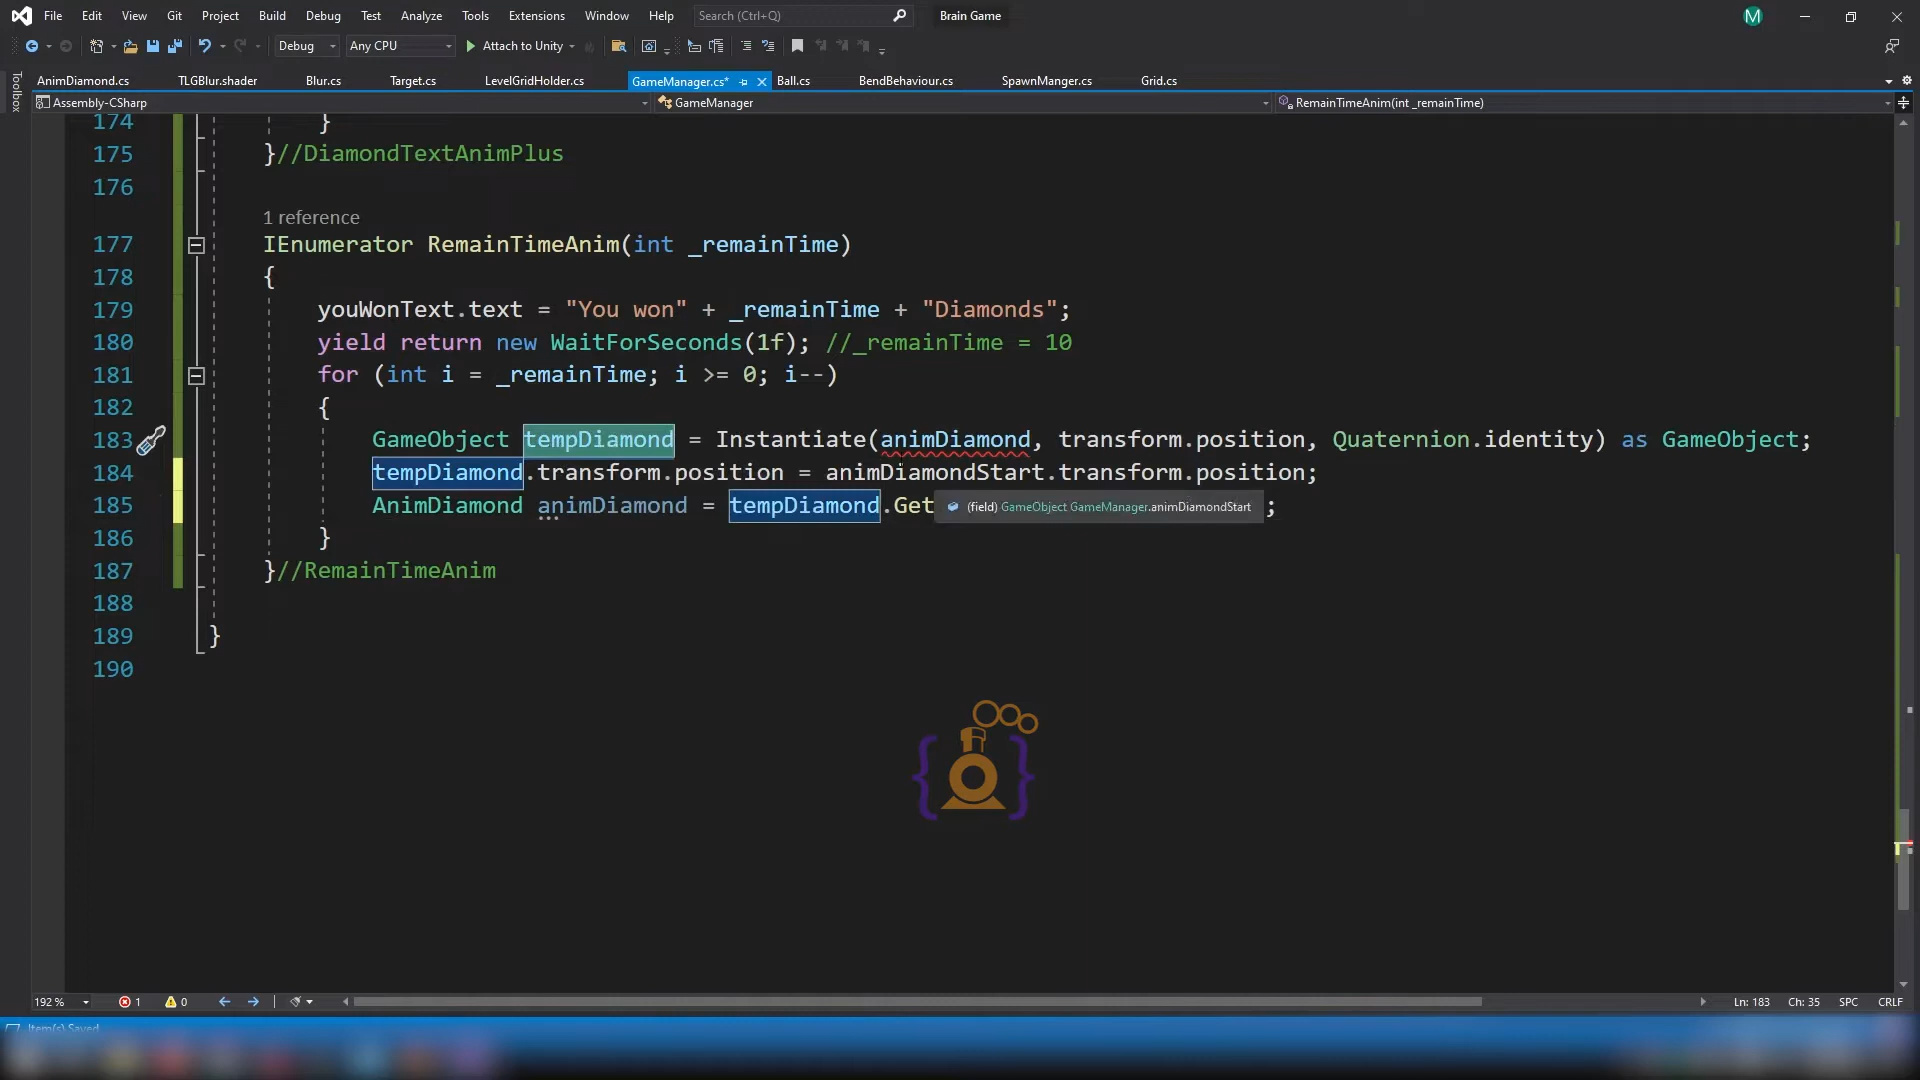 File Edit View Git Project Build Debug Test Analyze Tools Extensions Window Help Search (Ctrl+Q) Brain Game M
Debug Any CPU Attach to Unity
AnimDiamond.cs TLGBlur.shader Blur.cs Target.cs LevelGridHolder.cs GameManager.cs* Ball.cs BendBehaviour.cs SpawnManger.cs Grid.cs
Toolbox
Assembly-CSharp GameManager RemainTimeAnim(int _remainTime)
174 }
175 }//DiamondTextAnimPlus
176
1 reference
177 IEnumerator RemainTimeAnim(int _remainTime)
178 {
179 youWonText.text = "You won" + _remainTime + "Diamonds";
180 yield return new WaitForSeconds(1f); //_remainTime = 10
181 for (int i = _remainTime; i >= 0; i--)
182 {
183 GameObject tempDiamond = Instantiate(animDiamond, transform.position, Quaternion.identity) as GameObject;
184 tempDiamond.transform.position = animDiamondStart.transform.position;
185 AnimDiamond animDiamond = tempDiamond.Get (field) GameObject GameManager.animDiamondStart ;
186 }
187 }//RemainTimeAnim
188
189 }
190
192 % 1 0 Ln: 183 Ch: 35 SPC CRLF
Item(s) Saved